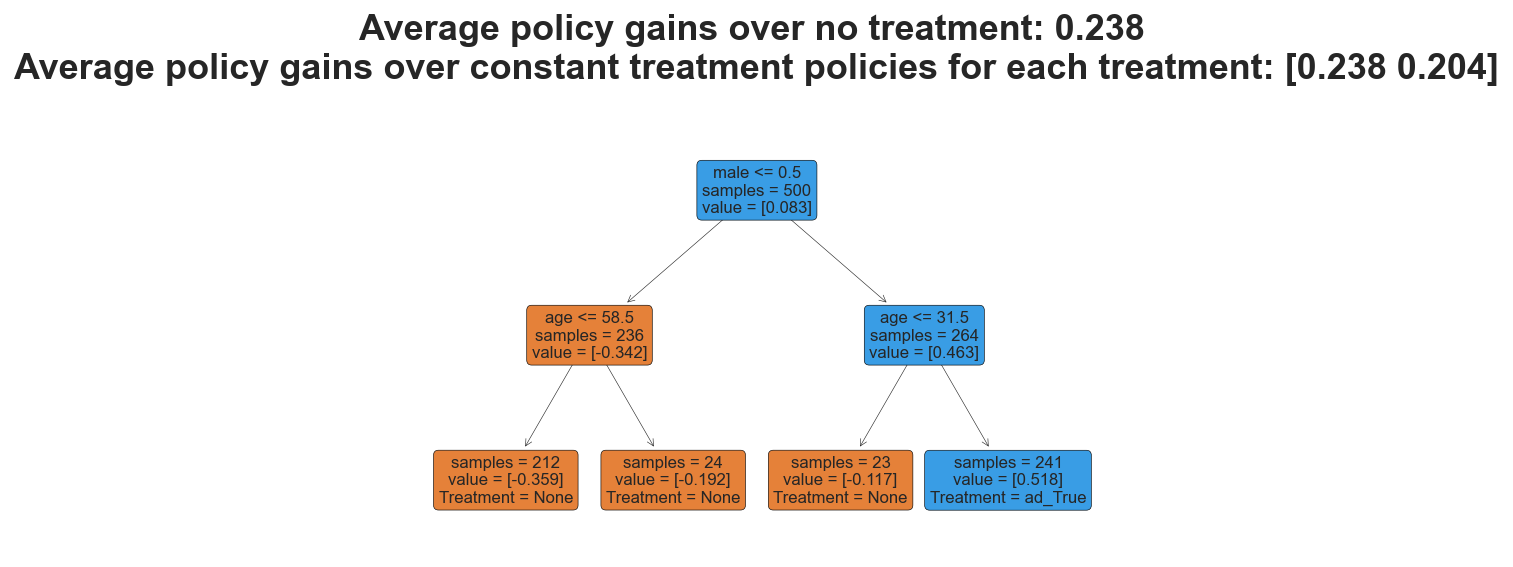 Average policy gains over no treatment: 0.238
Average policy gains over constant treatment policies for each treatment: [0.238 0.204]
male <= 0.5
samples = 500
value = [0.083]
age <= 58.5
samples = 236
value = [-0.342]
age <= 31.5
samples = 264
value = [0.463]
samples = 212
value = [-0.359]
Treatment = None
samples = 24
value = [-0.192]
Treatment = None
samples = 23
value = [-0.117]
Treatment = None
samples = 241
value = [0.518]
Treatment = ad_True